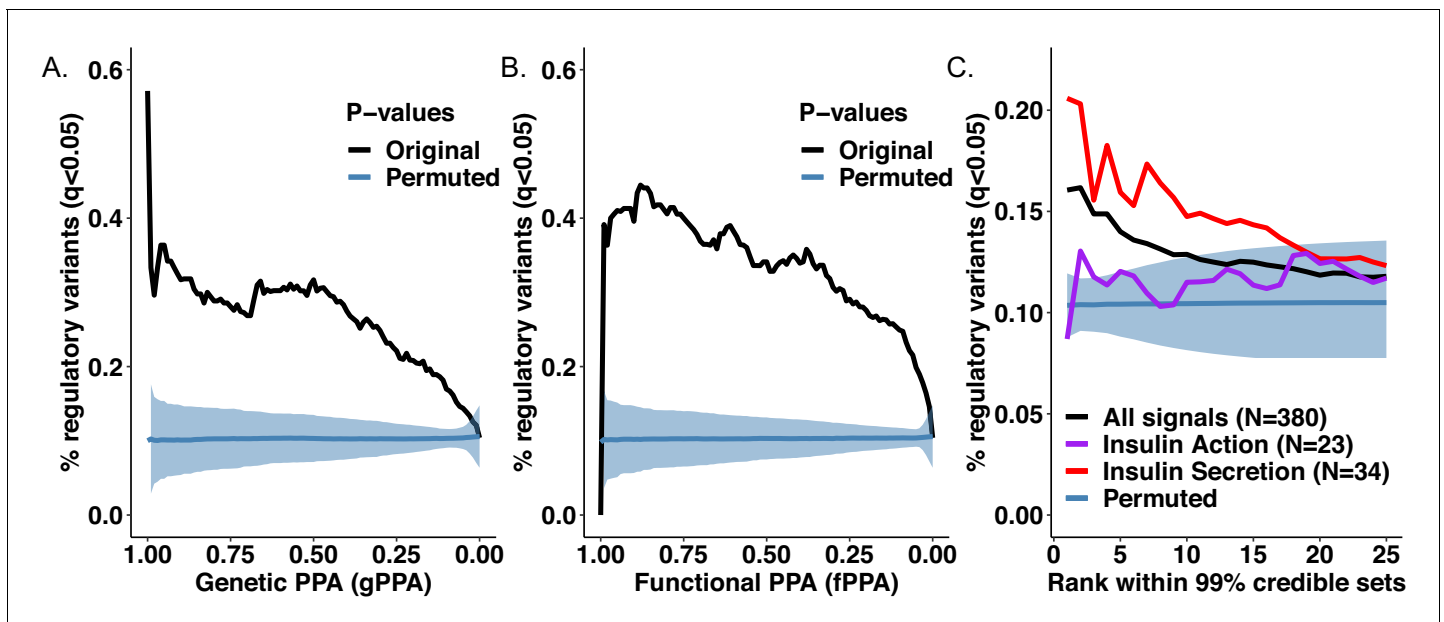 A.
% regulatory variants (q<0.05)
0.6
0.4
0.2
0.0
P−values
Original
Permuted
1.00 0.75 0.50 0.25 0.00
Genetic PPA (gPPA)
B.
% regulatory variants (q<0.05)
0.6
0.4
0.2
0.0
P−values
Original
Permuted
1.00 0.75 0.50 0.25 0.00
Functional PPA (fPPA)
C.
% regulatory variants (q<0.05)
0.20
0.15
0.10
0.05
0.00
All signals (N=380)
Insulin Action (N=23)
Insulin Secretion (N=34)
Permuted
0 5 10 15 20 25
Rank within 99% credible sets